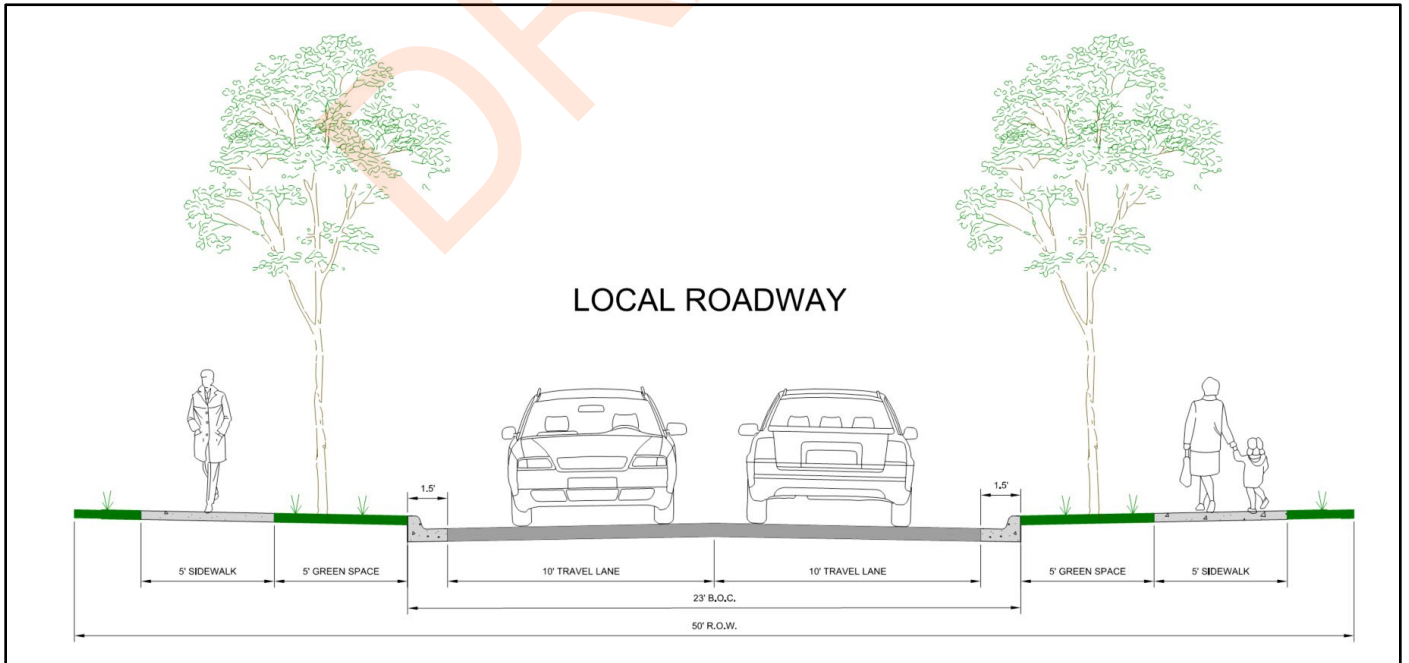 LOCAL ROADWAY
1.5'
1.5'
5' SIDEWALK
5' GREEN SPACE
10' TRAVEL LANE
10' TRAVEL LANE
5' GREEN SPACE
5' SIDEWALK
23' B.O.C.
50' R.O.W.